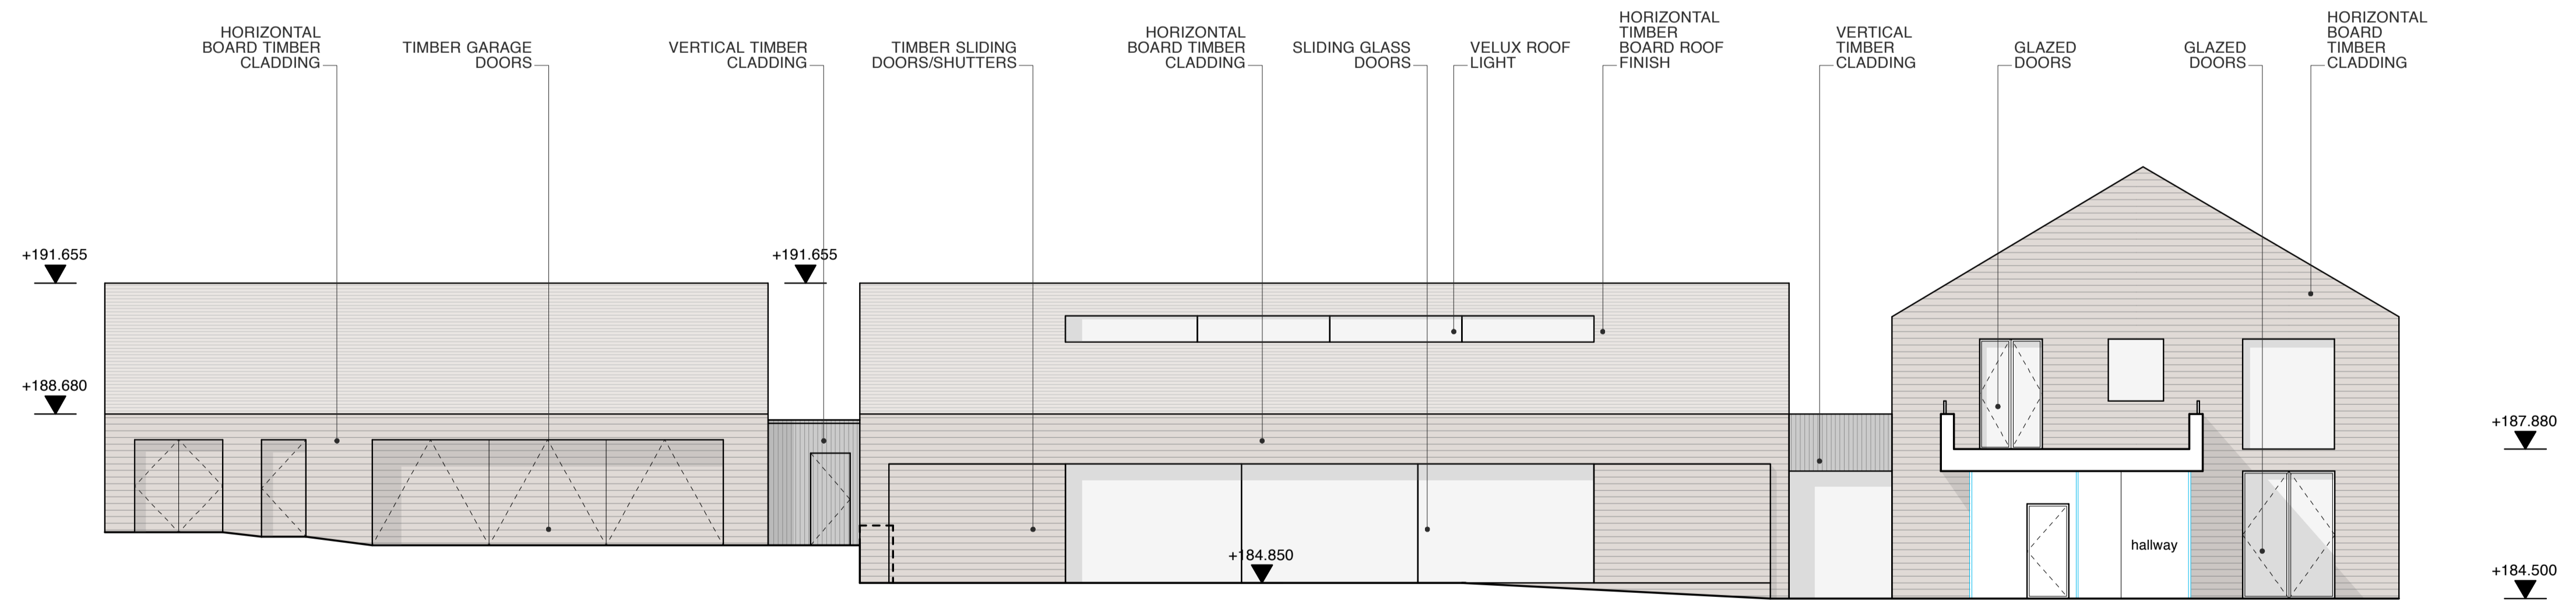 HORIZONTAL
BOARD TIMBER
CLADDING
TIMBER GARAGE
DOORS
VERTICAL TIMBER
CLADDING
TIMBER SLIDING
DOORS/SHUTTERS
HORIZONTAL
BOARD TIMBER
CLADDING
SLIDING GLASS
DOORS
VELUX ROOF
LIGHT
HORIZONTAL
TIMBER
BOARD ROOF
FINISH
VERTICAL
TIMBER
CLADDING
GLAZED
DOORS
GLAZED
DOORS
HORIZONTAL
BOARD
TIMBER
CLADDING
+191.655
+191.655
+188.680
+187.880
hallway
+184.850
+184.500